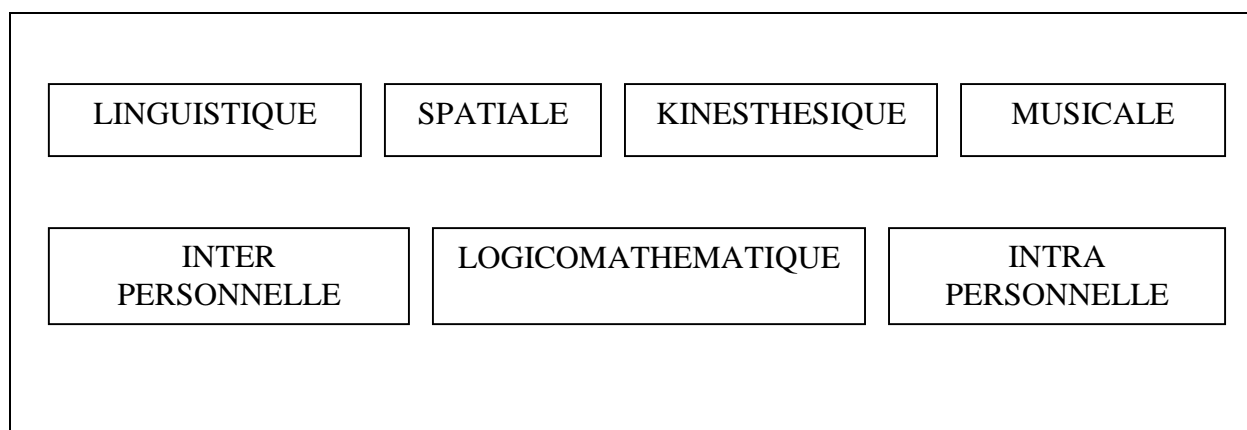 LINGUISTIQUE
SPATIALE
KINESTHESIQUE
MUSICALE
INTER
PERSONNELLE
LOGICOMATHEMATIQUE
INTRA
PERSONNELLE